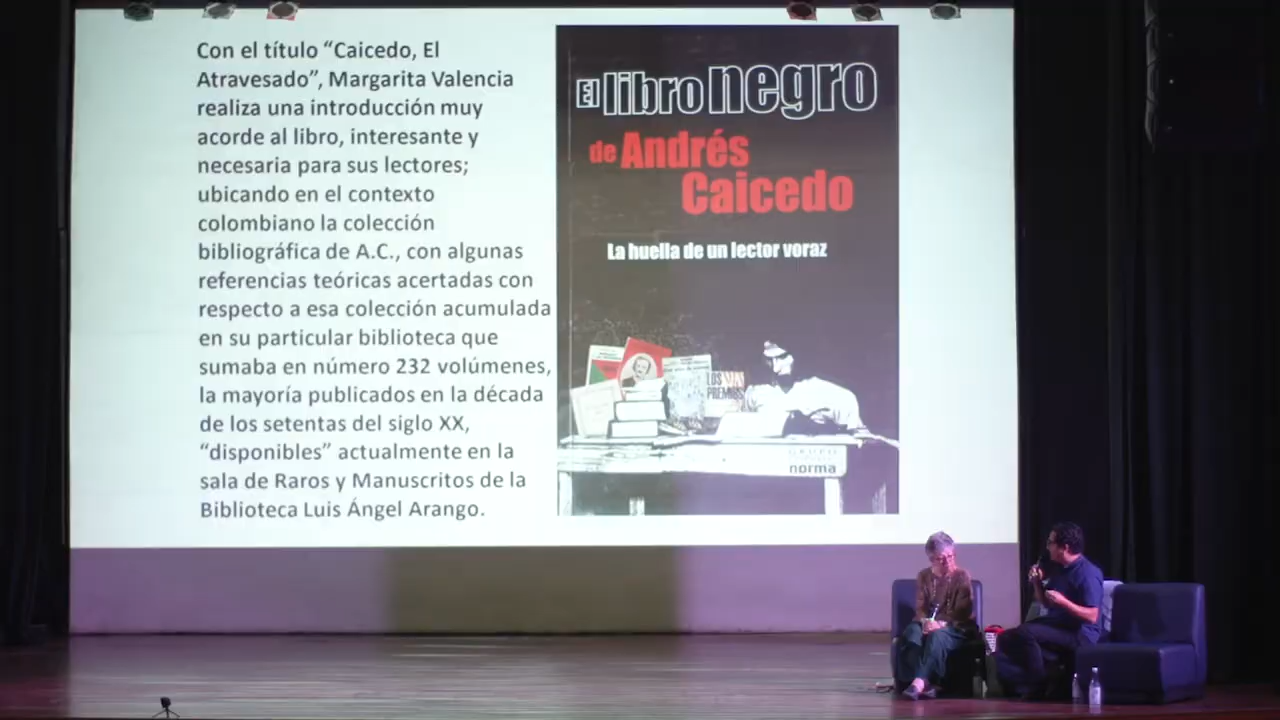 Con el título “Caicedo, El
Atravesado”, Margarita Valencia
realiza una introducción muy
acorde al libro, interesante y
necesaria para sus lectores;
ubicando en el contexto
colombiano la colección
bibliográfica de A.C., con algunas
referencias teóricas acertadas con
respecto a esa colección acumulada
en su particular biblioteca que
sumaba en número 232 volúmenes,
la mayoría publicados en la década
de los setentas del siglo XX,
“disponibles” actualmente en la
sala de Raros y Manuscritos de la
Biblioteca Luis Ángel Arango.
El libro negro
de Andrés
Caicedo
La huella de un lector voraz
LOS
PREMIOS
GRUPO
norma